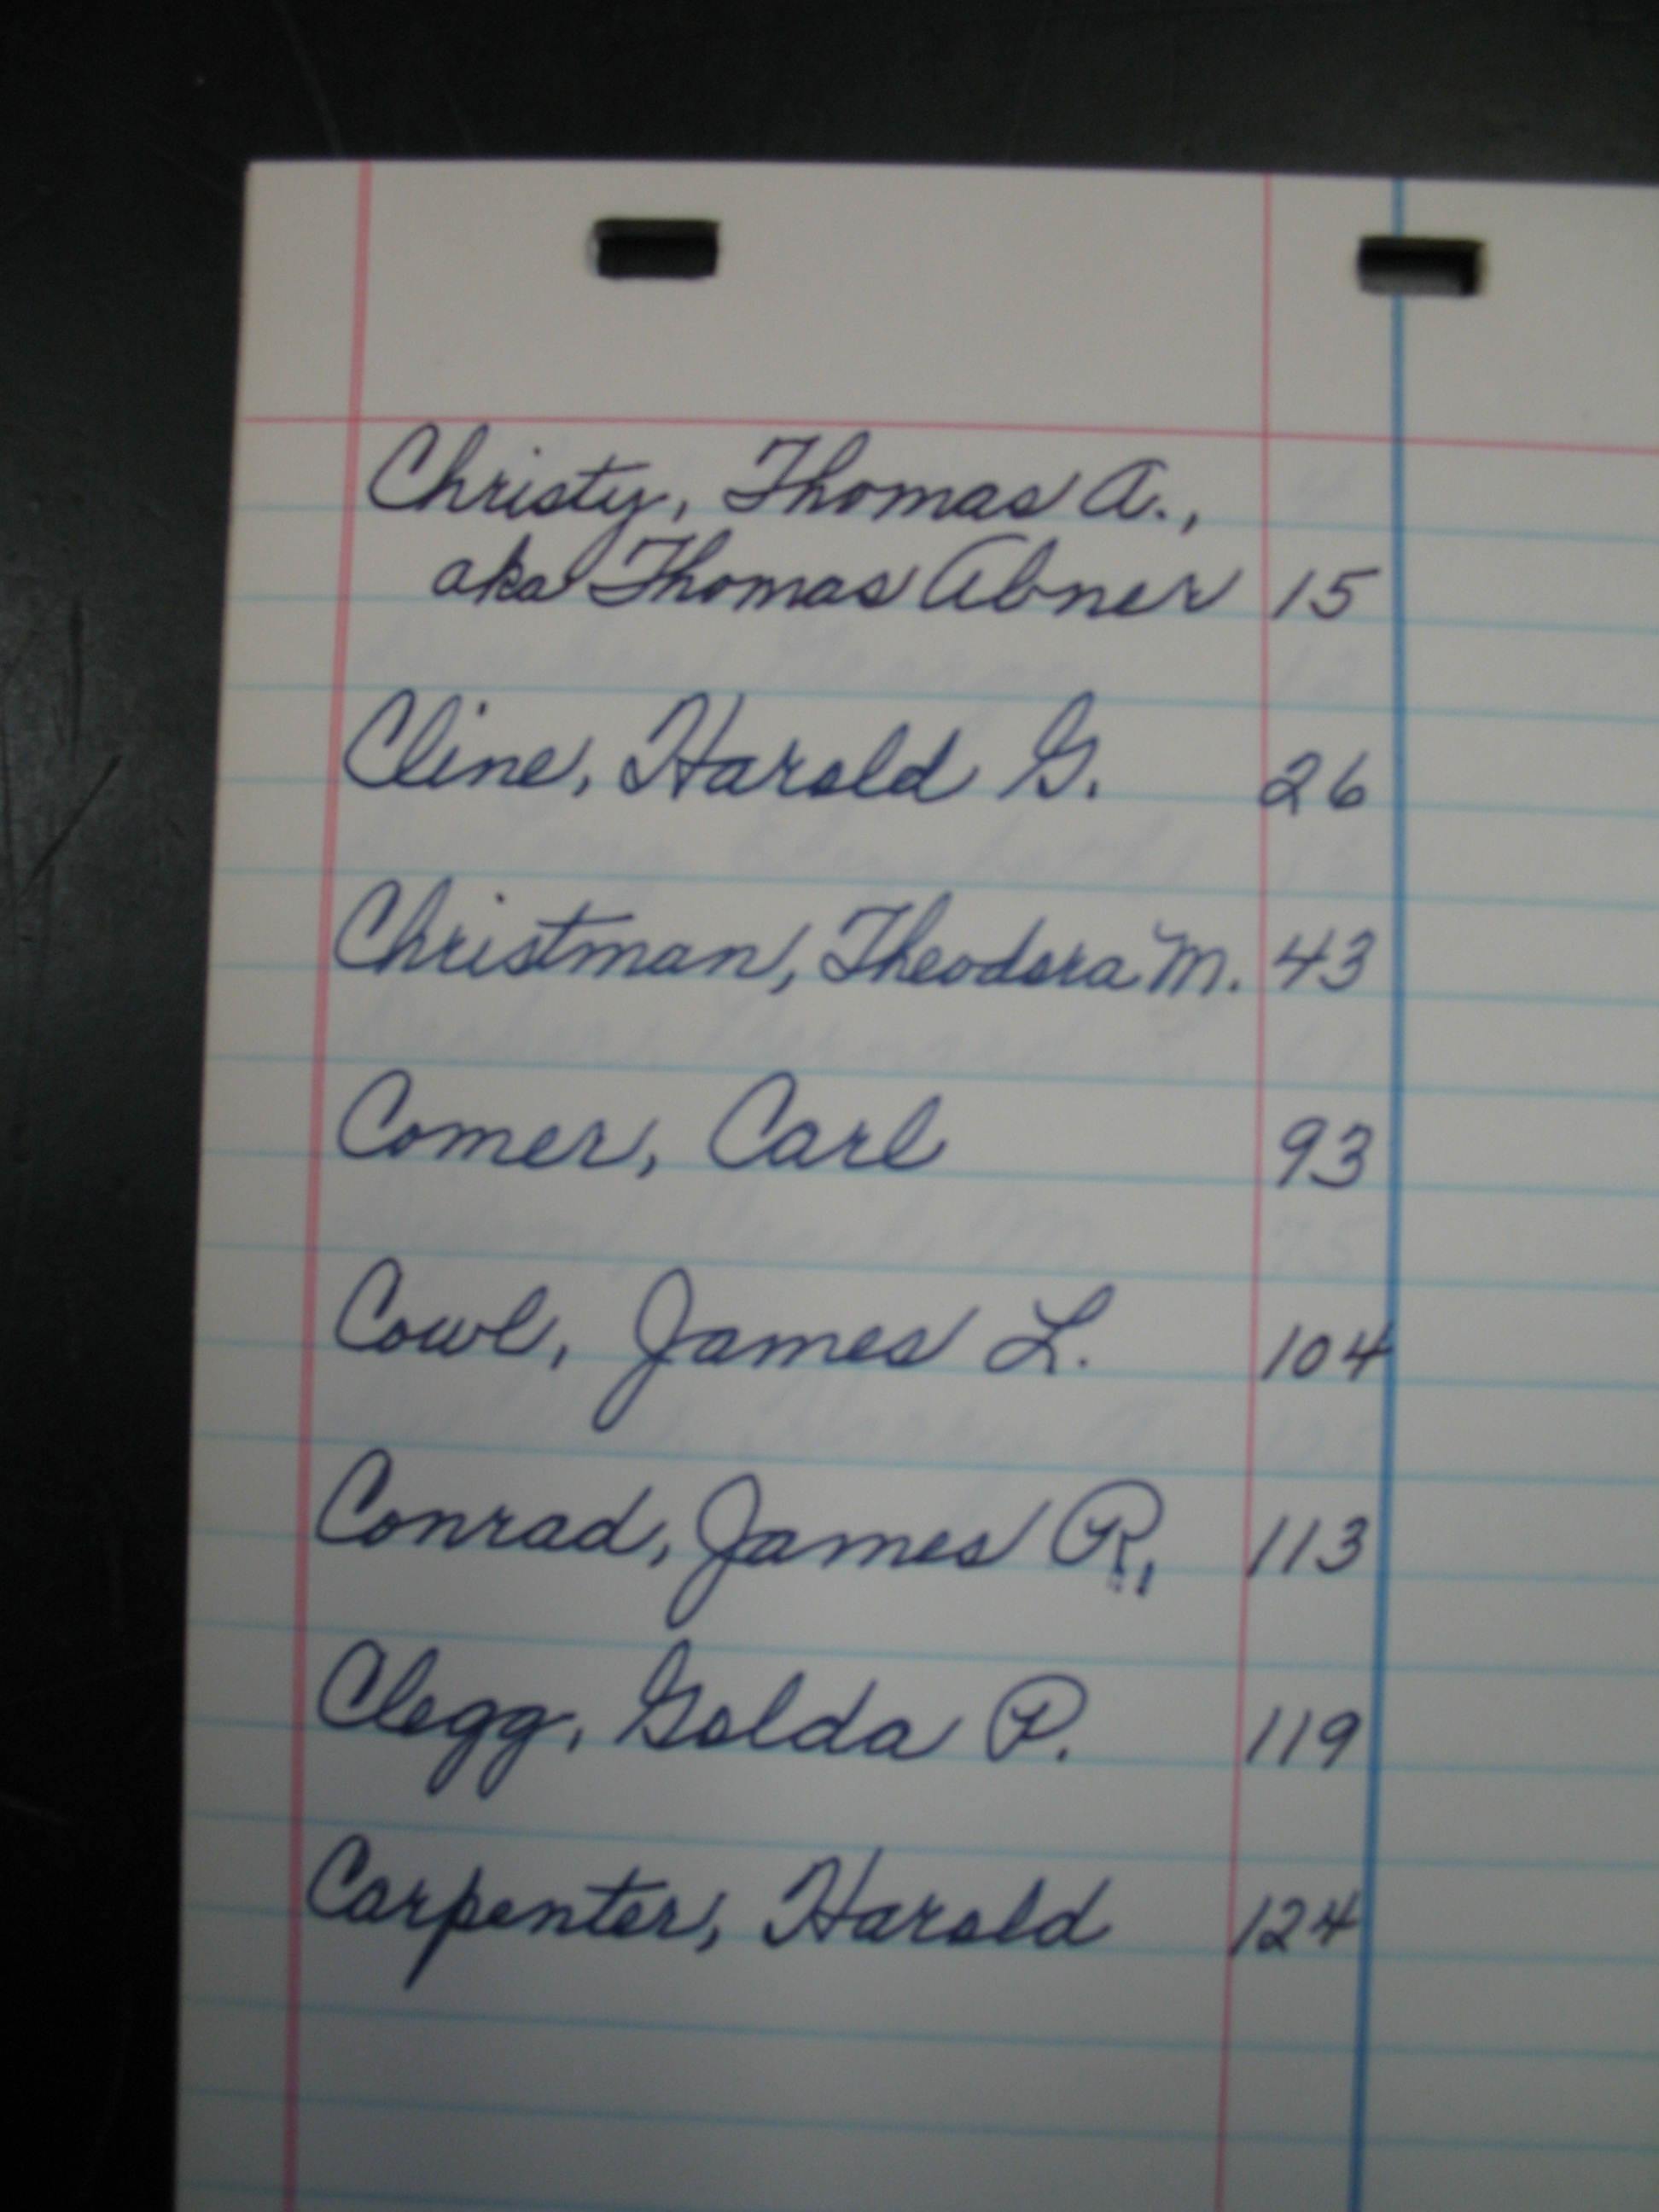 Christy, Thomas A.,
aka Thomas Abner 15
Cline, Harold G. 26
Christman, Theodora M. 43
Comer, Carl 93
Cowl, James L. 104
Conrad, James R. 113
Clegg, Golda P. 119
Carpenter, Harold 124